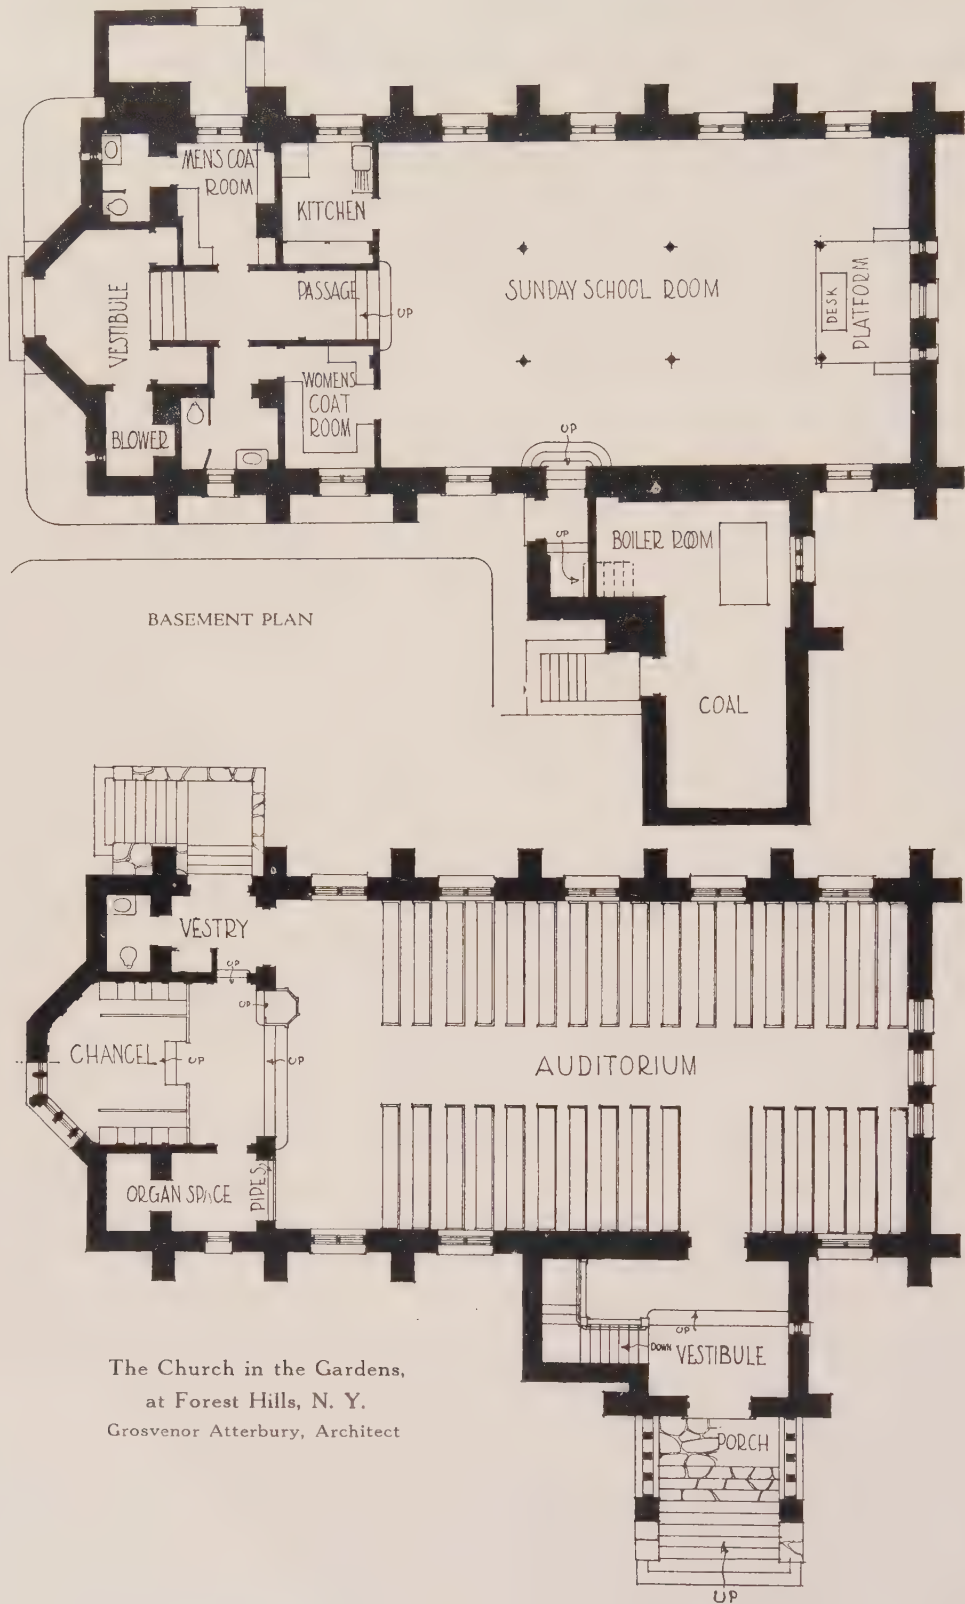 MEN'S COAT
ROOM
KITCHEN
PASSAGE
UP
SUNDAY SCHOOL ROOM
DESK
PLATFORM
VESTIBULE
WOMENS
COAT
ROOM
BLOWER
UP
UP
BOILER ROOM
BASEMENT PLAN
COAL
VESTRY
UP
UP
CHANCEL
UP
UP
AUDITORIUM
ORGAN SPACE
PIPES
UP
DOWN
VESTIBULE
The Church in the Gardens,
at Forest Hills, N. Y.
Grosvenor Atterbury, Architect
PORCH
UP